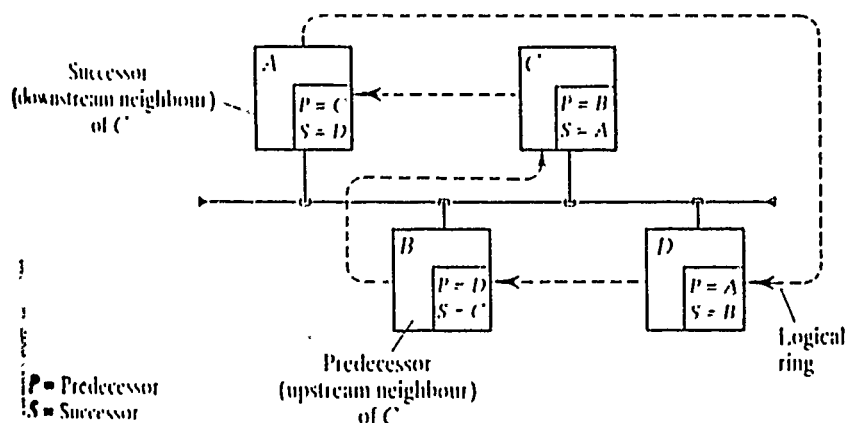 A
C
Successor
(downstream neighbour)
of C
P = C
S = D
P = B
S = A
B
D
P = D
S = C
P = A
S = B
Logical
ring
Predecessor
(upstream neighbour)
of C
P = Predecessor
S = Successor